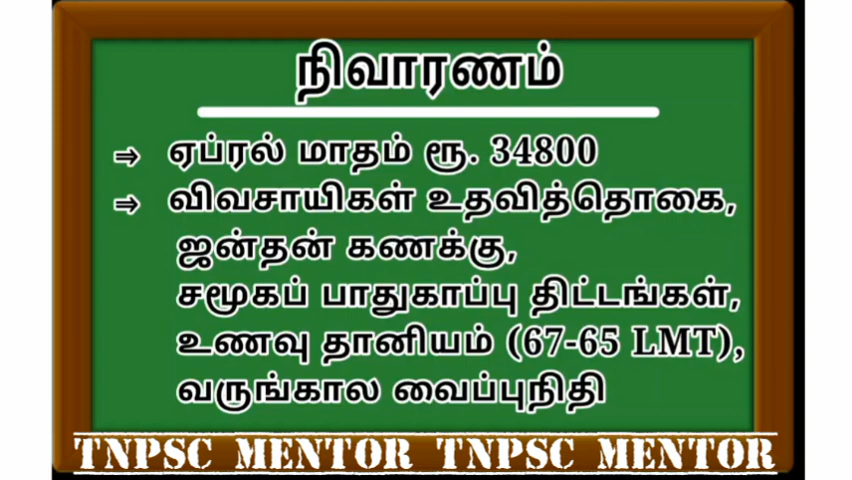 நிவாரணம்
⇒ ஏப்ரல் மாதம் ரூ. 34800
⇒ விவசாயிகள் உதவித்தொகை,
ஜன்தன் கணக்கு,
சமூகப் பாதுகாப்பு திட்டங்கள்,
உணவு தானியம் (67-65 LMT),
வருங்கால வைப்புநிதி
TNPSC MENTOR TNPSC MENTOR